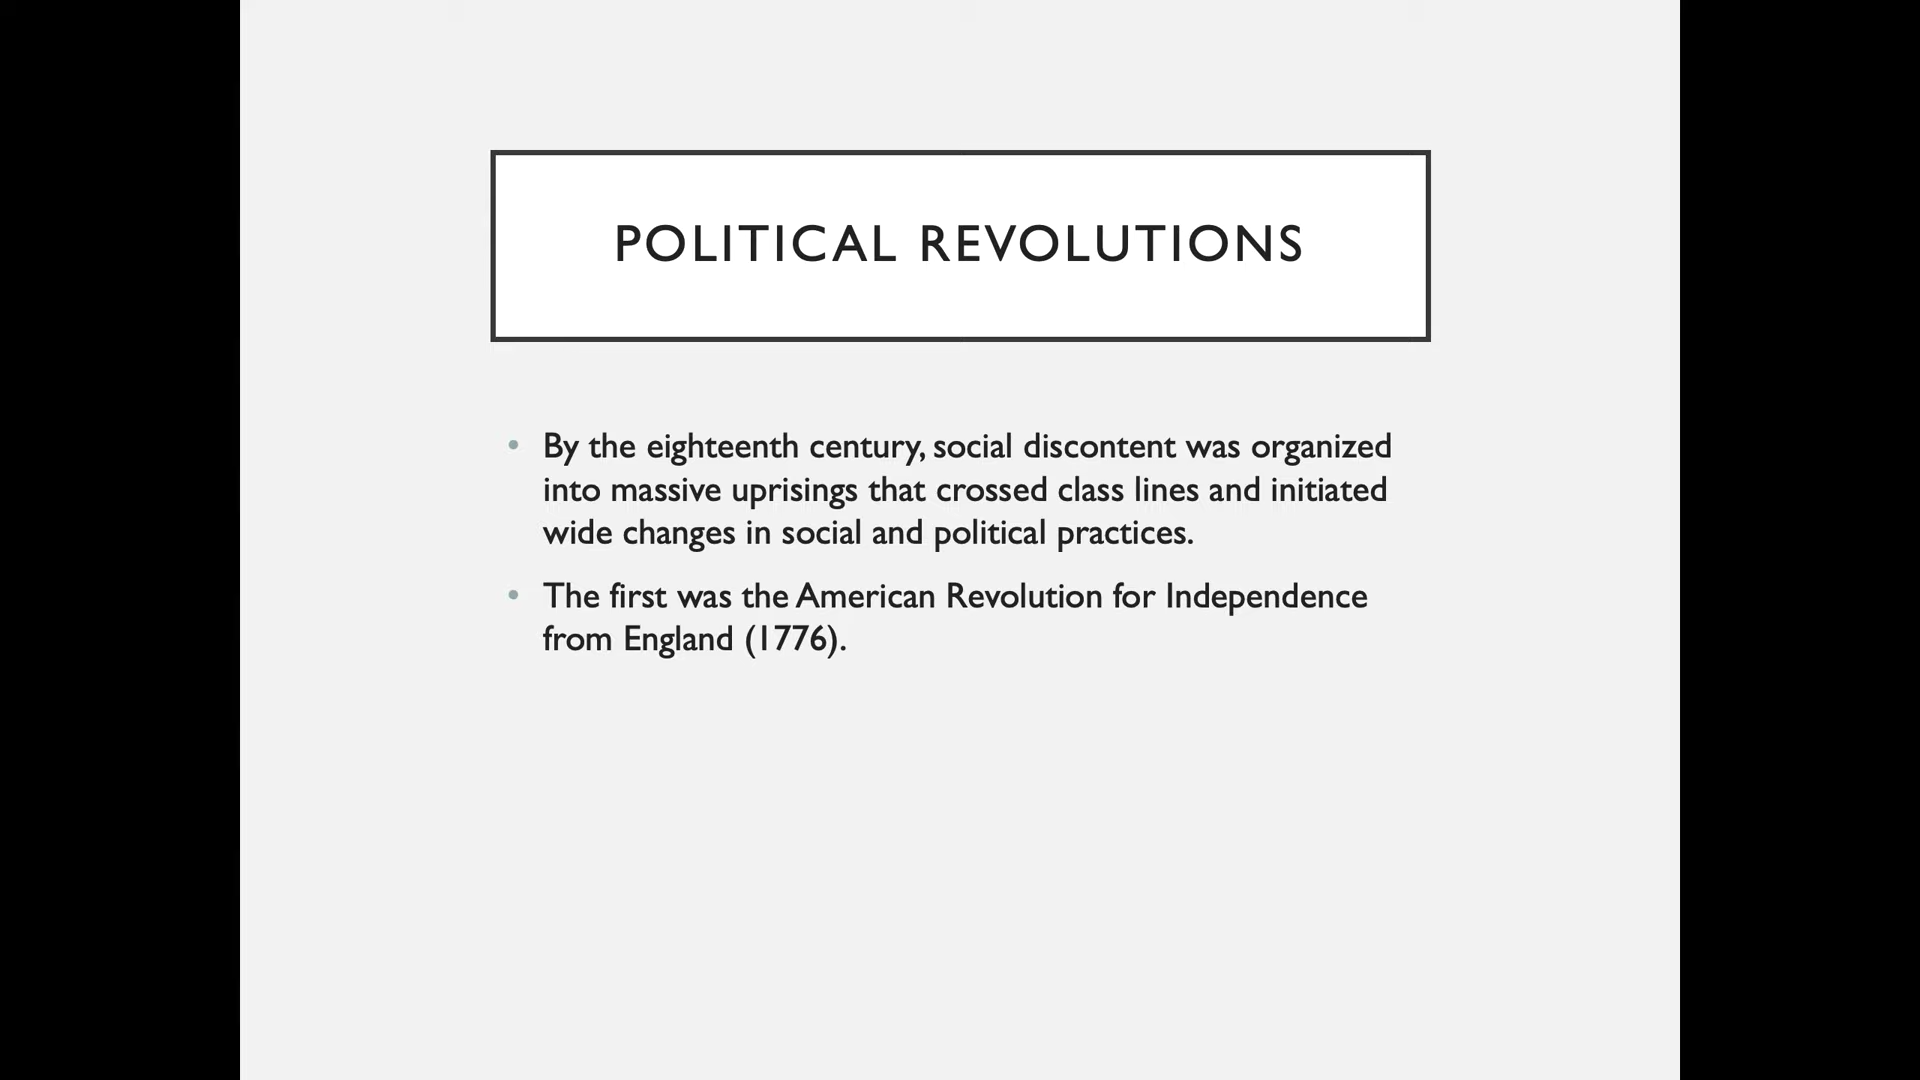 POLITICAL REVOLUTIONS
• By the eighteenth century, social discontent was organized
into massive uprisings that crossed class lines and initiated
wide changes in social and political practices.
• The first was the American Revolution for Independence
from England (1776).